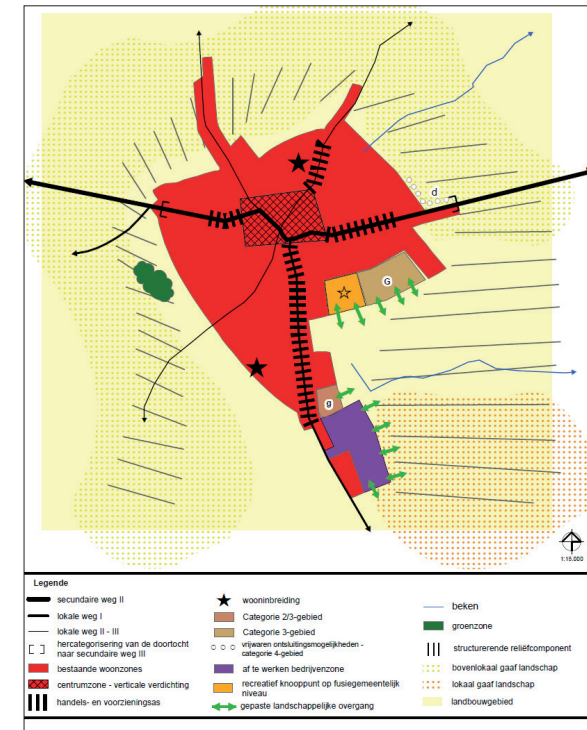 d
G
g
1:15.000
Legende
secundaire weg II
lokale weg I
lokale weg II - III
hercategorisering van de doortocht
naar secundaire weg III
bestaande woonzones
centrumzone - verticale verdichting
handels- en voorzieningsas
wooninbreiding
Categorie 2/3-gebied
Categorie 3-gebied
vrijwaren ontsluitingsmogelijkheden -
categorie 4-gebied
af te werken bedrijvenzone
recreatief knooppunt op fusiegemeentelijk
niveau
gepaste landschappelijke overgang
beken
groenzone
structurerende reliëfcomponent
bovenlokaal gaaf landschap
lokaal gaaf landschap
landbouwgebied